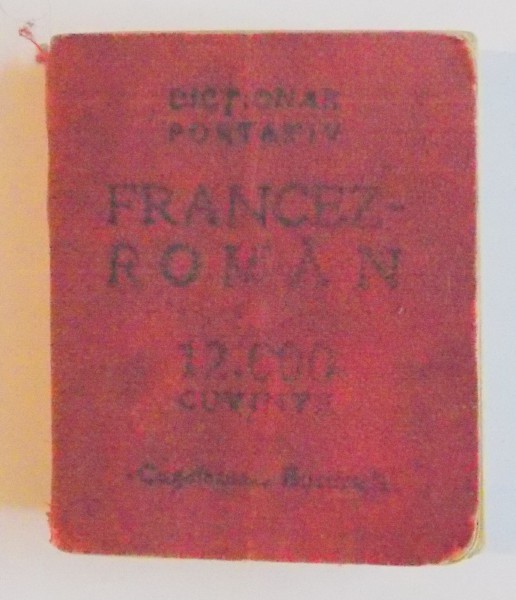 DICȚIONAR
PORTATIV
FRANCEZ-
ROMÂN
12.000
CUVINTE